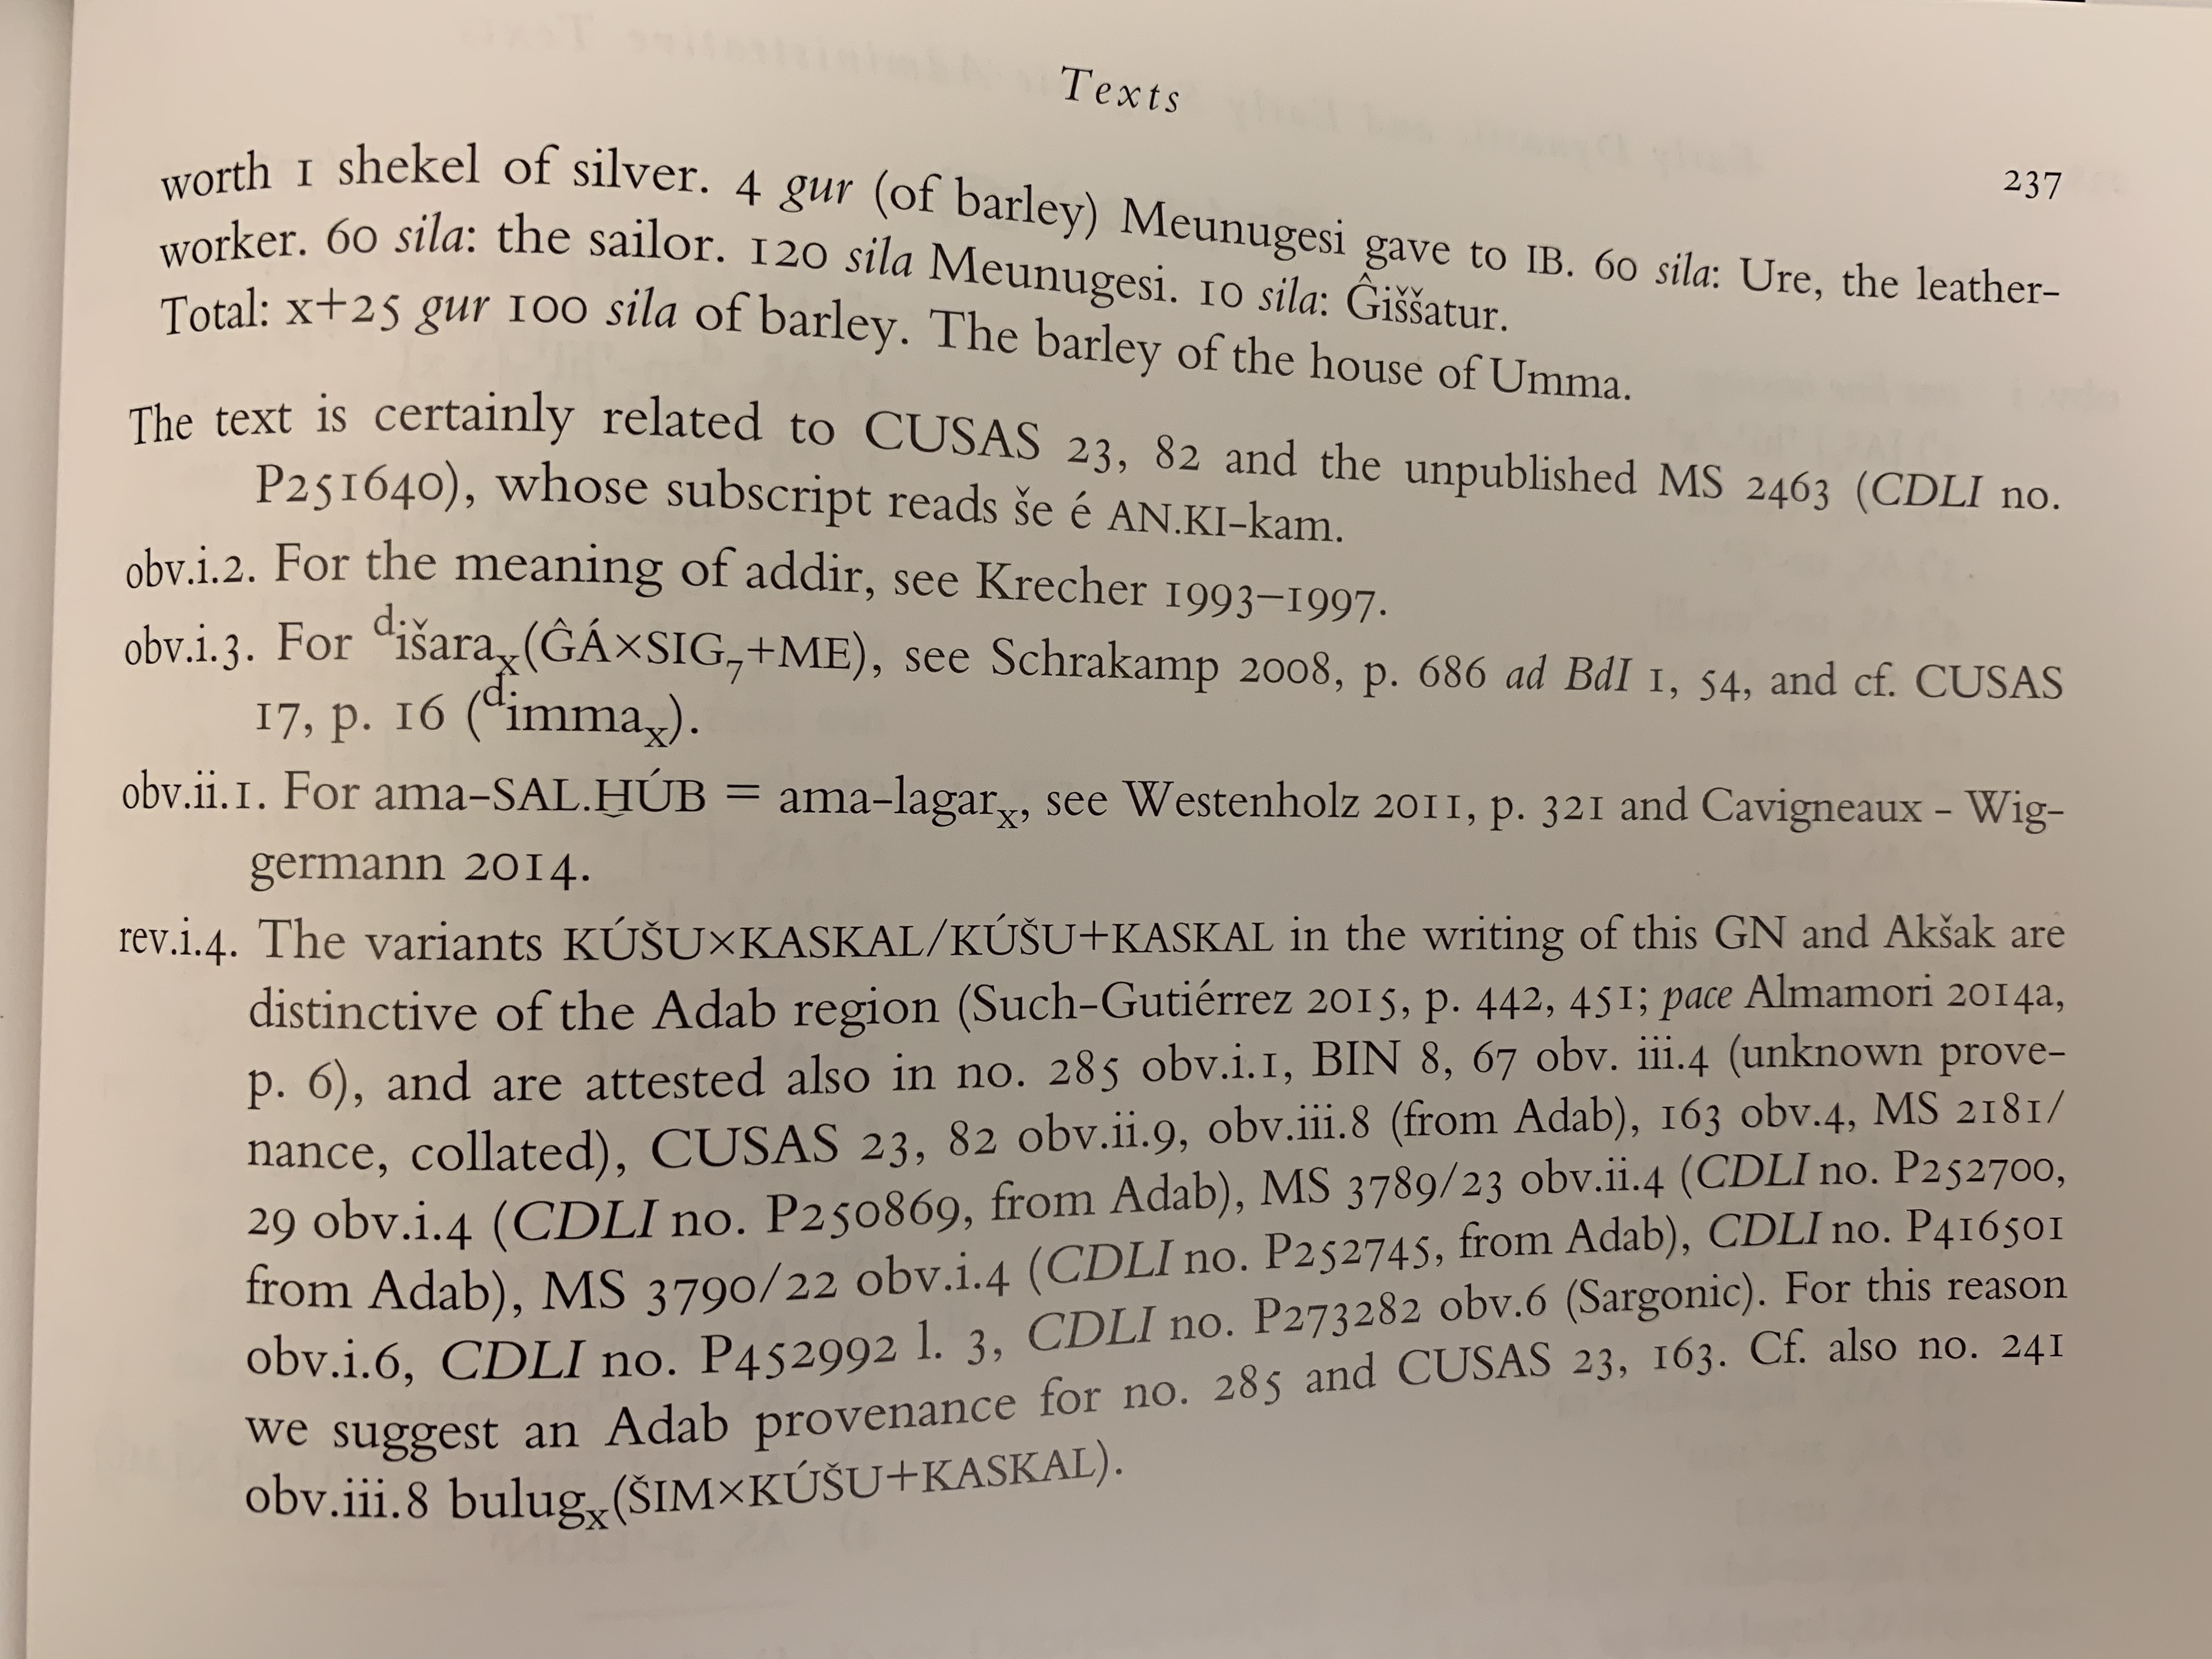 Texts
237
worth 1 shekel of silver. 4 gur (of barley) Meunugesi gave to IB. 60 sila: Ure, the leather-
worker. 60 sila: the sailor. 120 sila Meunugesi. 10 sila: Ĝiššatur.
Total: x+25 gur 100 sila of barley. The barley of the house of Umma.
The text is certainly related to CUSAS 23, 82 and the unpublished MS 2463 (CDLI no.
P251640), whose subscript reads še é AN.KI-kam.
obv.i.2. For the meaning of addir, see Krecher 1993–1997.
obv.i.3. For ᵈišaraₓ(ĜÁ×SIG₇+ME), see Schrakamp 2008, p. 686 ad BdI 1, 54, and cf. CUSAS
17, p. 16 (ᵈimmaₓ).
obv.ii.1. For ama-SAL.ḪÚB = ama-lagarₓ, see Westenholz 2011, p. 321 and Cavigneaux - Wig-
germann 2014.
rev.i.4. The variants KÚŠU×KASKAL/KÚŠU+KASKAL in the writing of this GN and Akšak are
distinctive of the Adab region (Such-Gutiérrez 2015, p. 442, 451; pace Almamori 2014a,
p. 6), and are attested also in no. 285 obv.i.1, BIN 8, 67 obv. iii.4 (unknown prove-
nance, collated), CUSAS 23, 82 obv.ii.9, obv.iii.8 (from Adab), 163 obv.4, MS 2181/
29 obv.i.4 (CDLI no. P250869, from Adab), MS 3789/23 obv.ii.4 (CDLI no. P252700,
from Adab), MS 3790/22 obv.i.4 (CDLI no. P252745, from Adab), CDLI no. P416501
obv.i.6, CDLI no. P452992 l. 3, CDLI no. P273282 obv.6 (Sargonic). For this reason
we suggest an Adab provenance for no. 285 and CUSAS 23, 163. Cf. also no. 241
obv.iii.8 bulugₓ(ŠIM×KÚŠU+KASKAL).